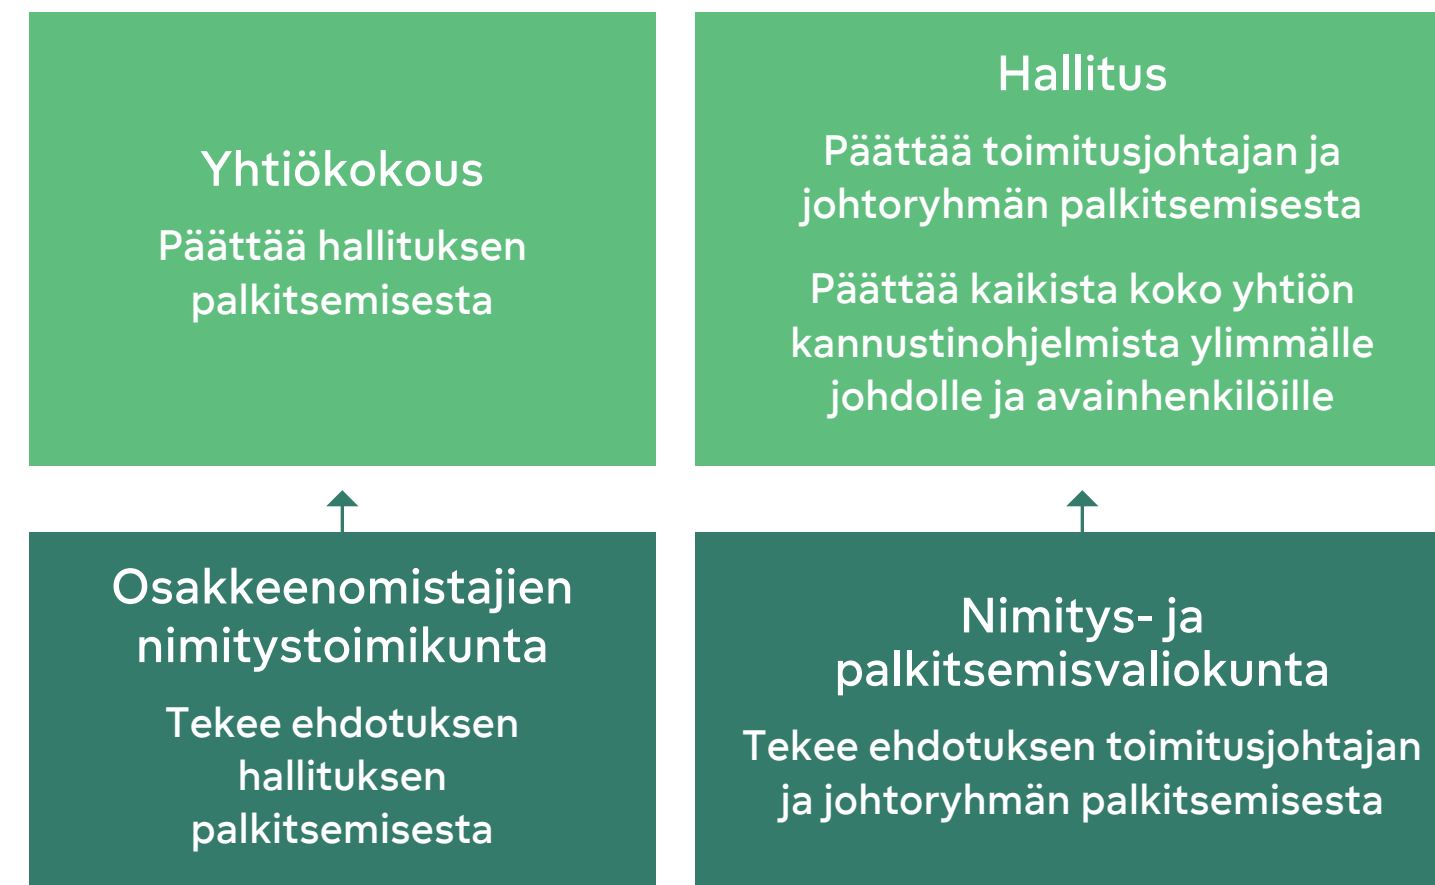 Yhtiökokous
Päättää hallituksen
palkitsemisesta
Hallitus
Päättää toimitusjohtajan ja
johtoryhmän palkitsemisesta
Päättää kaikista koko yhtiön
kannustinohjelmista ylimmälle
johdolle ja avainhenkilöille
Osakkeenomistajien
nimitystoimikunta
Tekee ehdotuksen
hallituksen
palkitsemisesta
Nimitys- ja
palkitsemisvaliokunta
Tekee ehdotuksen toimitusjohtajan
ja johtoryhmän palkitsemisesta